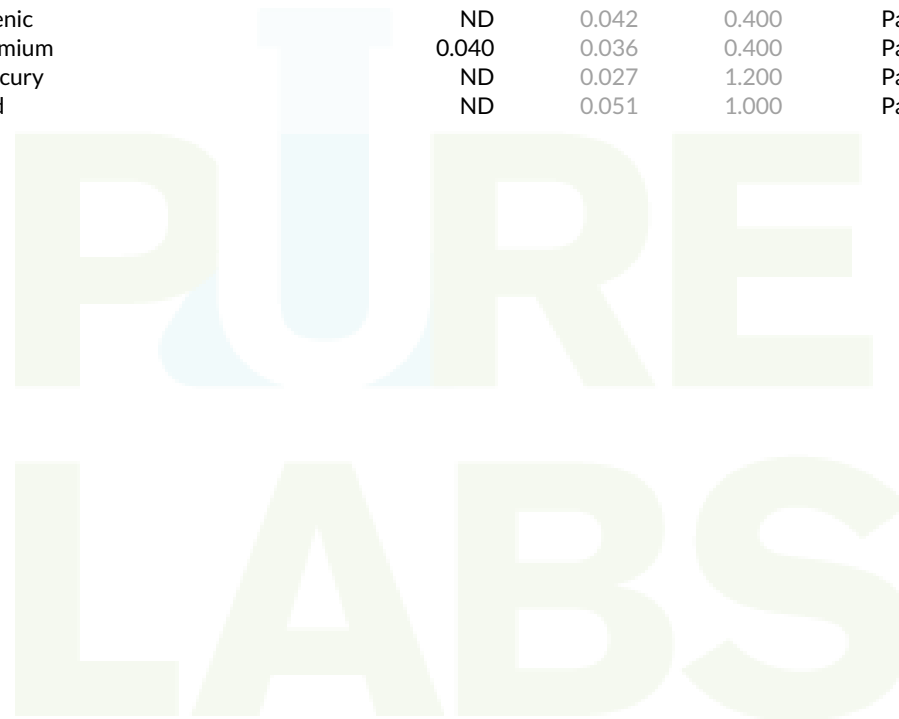 enic ND 0.042 0.400 Pa
mium 0.040 0.036 0.400 Pa
cury ND 0.027 1.200 Pa
d ND 0.051 1.000 Pa
PURE
LABS